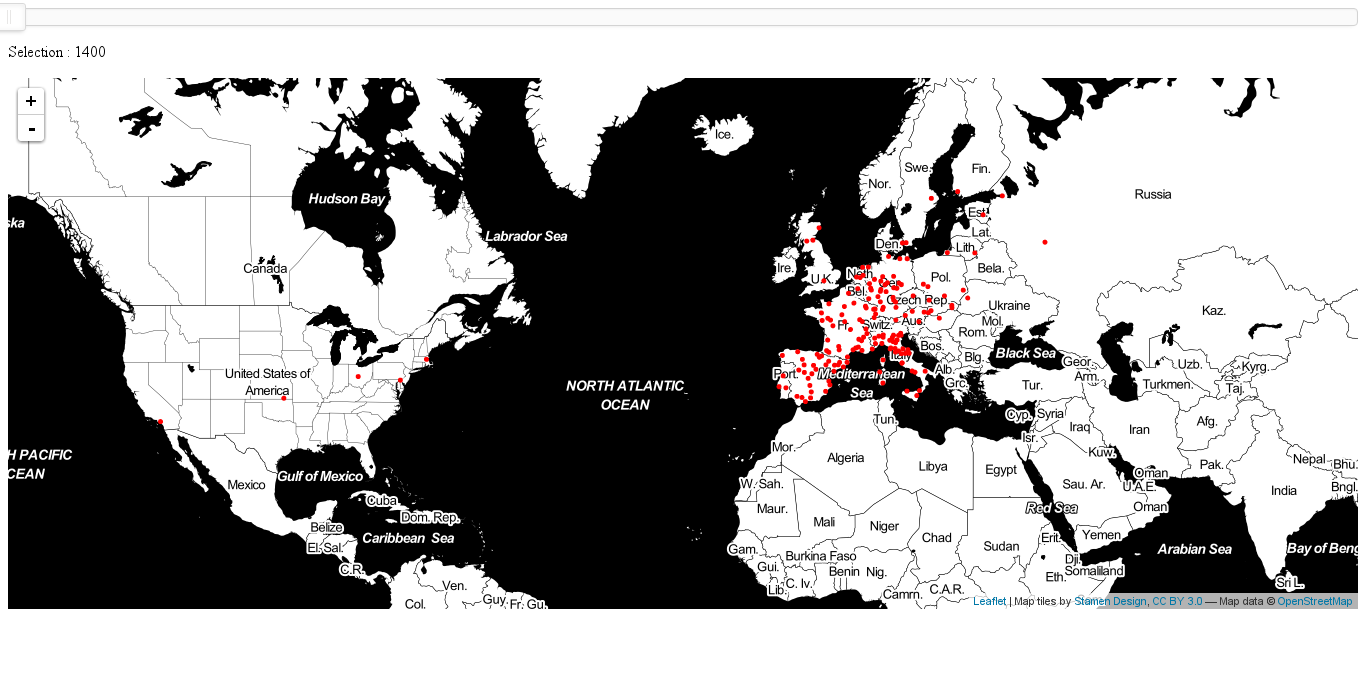 Selection : 1400
+
-
Ice.
Swe.
Fin.
Nor.
Russia
Hudson Bay
ska
Est.
Labrador Sea
Lat.
Den.
Lith.
Canada
Ire.
Neth.
Bela.
U.K.
Ger.
Pol.
Bel.
Czech Rep.
Ukraine
Kaz.
Fr.
Switz.
Aus.
Mol.
Rom.
Bos.
Black Sea
Italy
Blg.
Geor.
Uzb.
Kyrg.
United States of
America
Port.
Mediterranean
Sea
Alb.
Grc.
Tur.
Arm.
Turkmen.
Taj.
NORTH ATLANTIC
OCEAN
Cyp.
Syria
Tun.
Afg.
Isr.
Iraq
Iran
H PACIFIC
CEAN
Mor.
Algeria
Libya
Egypt
Kuw.
Pak.
Nepal
Bhu.
Gulf of Mexico
Mexico
W. Sah.
Sau. Ar.
Oman
U.A.E.
India
Bngl.
Cuba
Dom. Rep.
Maur.
Mali
Niger
Chad
Sudan
Red Sea
Oman
Belize
Caribbean Sea
El. Sal.
Erit.
Yemen
Arabian Sea
Bay of Beng
Gam.
Burkina Faso
Gui.
C. Iv.
Benin
Nig.
Dji.
Somaliland
C.R.
Ven.
Lib.
Camrn.
C.A.R.
Eth.
Sri L.
Col.
Guy.
Fr. Gu.
Leaflet | Map tiles by Stamen Design, CC BY 3.0 — Map data © OpenStreetMap